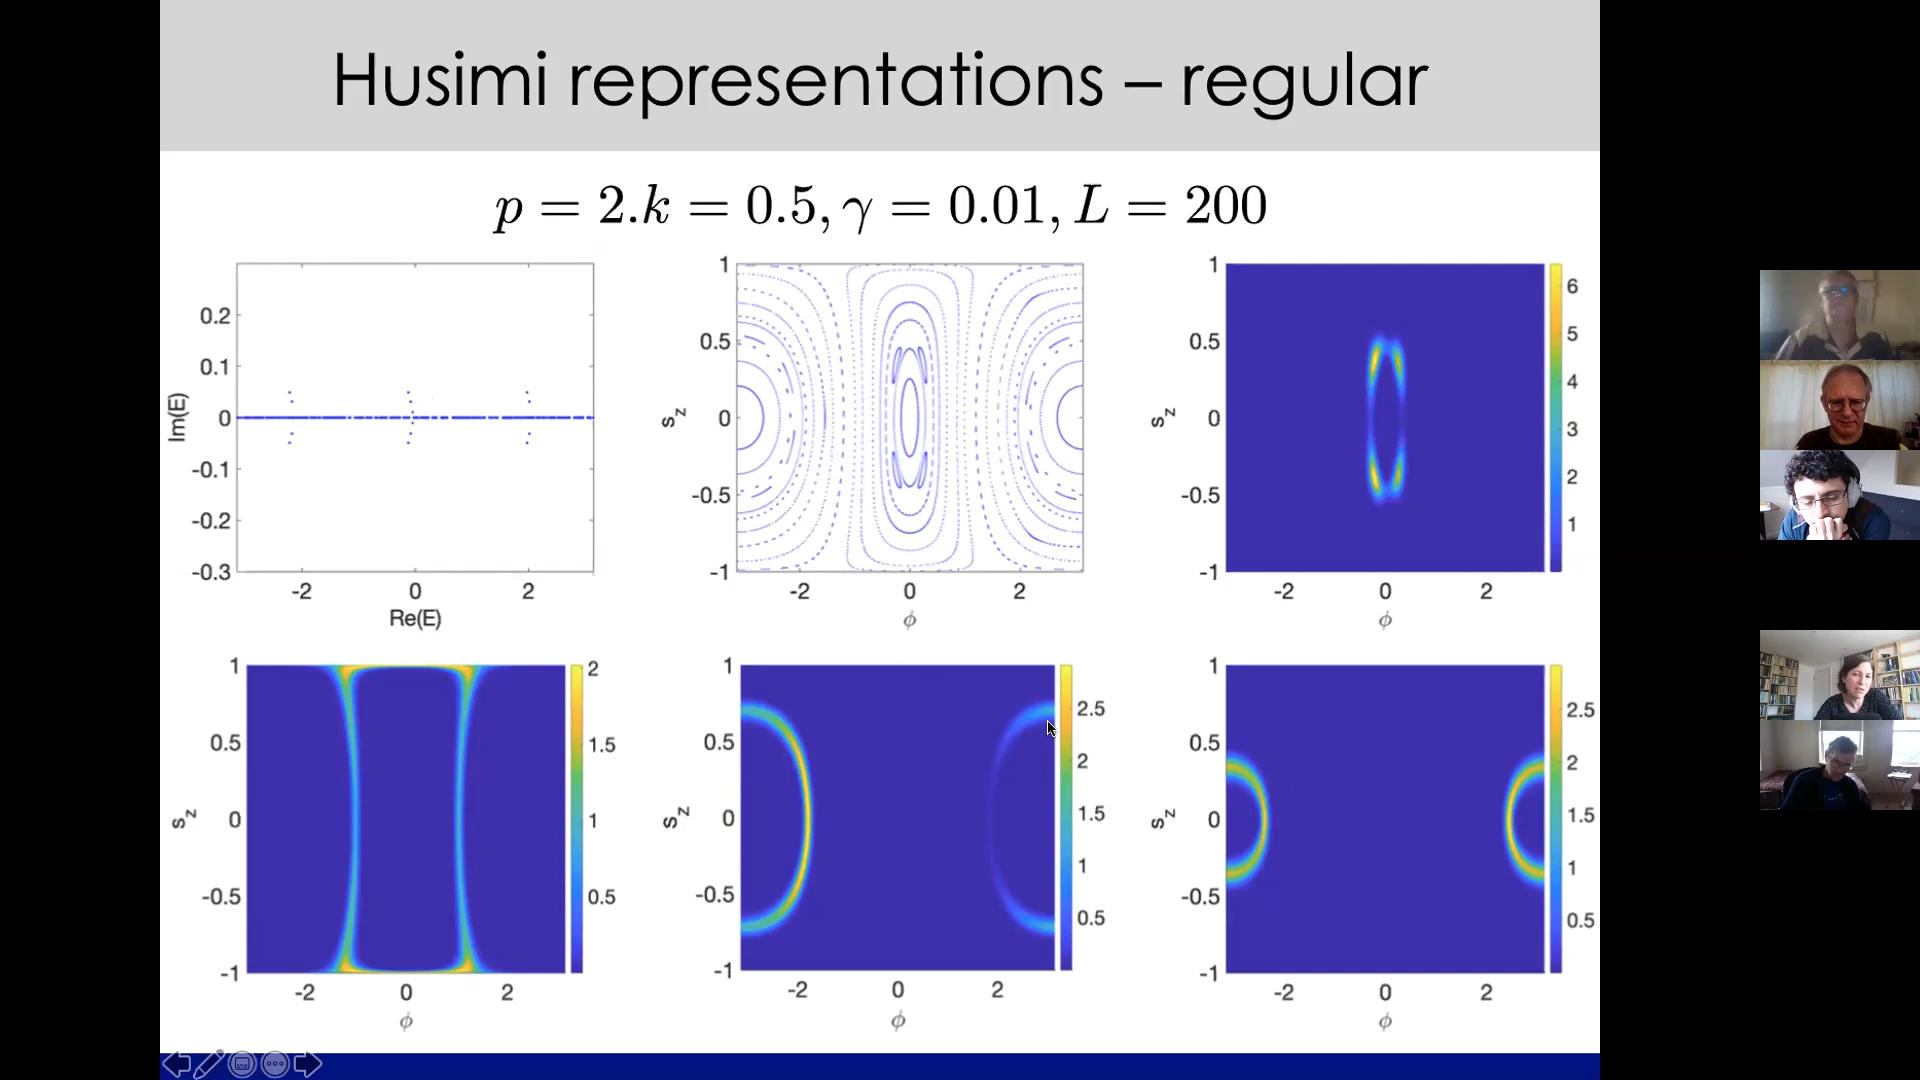 Husimi representations – regular
p = 2.k = 0.5, γ = 0.01, L = 200
0.2
0.1
0
-0.1
-0.2
-0.3
Im(E)
-2 0 2
Re(E)
1
0.5
0
-0.5
-1
s_z
-2 0 2
ϕ
1
0.5
0
-0.5
-1
s_z
-2 0 2
ϕ
6
5
4
3
2
1
1
0.5
0
-0.5
-1
s_z
-2 0 2
ϕ
2
1.5
1
0.5
1
0.5
0
-0.5
-1
s_z
-2 0 2
ϕ
2.5
2
1.5
1
0.5
1
0.5
0
-0.5
-1
s_z
-2 0 2
ϕ
2.5
2
1.5
1
0.5